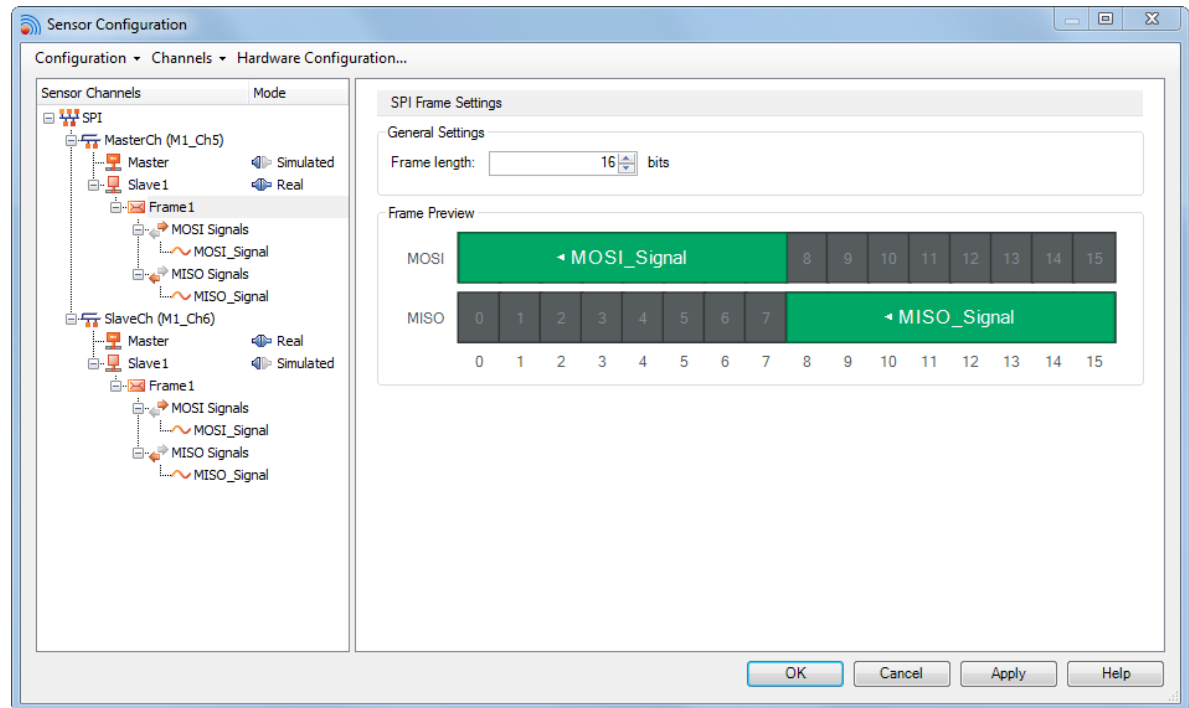 Sensor Configuration
Configuration Channels Hardware Configuration...
Sensor Channels Mode
SPI
MasterCh (M1_Ch5)
Master Simulated
Slave1 Real
Frame1
MOSI Signals
MOSI_Signal
MISO Signals
MISO_Signal
SlaveCh (M1_Ch6)
Master Real
Slave1 Simulated
Frame1
MOSI Signals
MOSI_Signal
MISO Signals
MISO_Signal
SPI Frame Settings
General Settings
Frame length: 16 bits
Frame Preview
MOSI MOSI_Signal 8 9 10 11 12 13 14 15
MISO 0 1 2 3 4 5 6 7 MISO_Signal
0 1 2 3 4 5 6 7 8 9 10 11 12 13 14 15
OK Cancel Apply Help